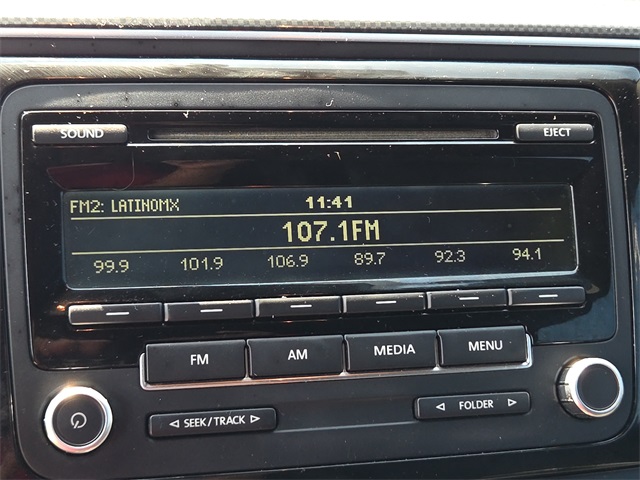 SOUND EJECT
FM2: LATINOMX 11:41
107.1FM
99.9 101.9 106.9 89.7 92.3 94.1
FM AM MEDIA MENU
SEEK/TRACK FOLDER